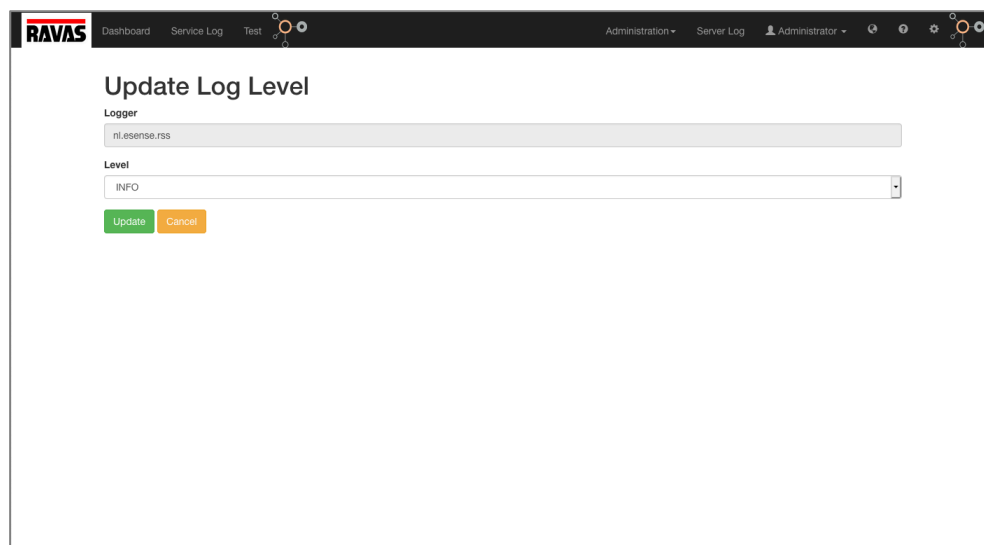 RAVAS Dashboard Service Log Test Administration Server Log Administrator
Update Log Level
Logger
nl.esense.rss
Level
INFO
Update Cancel